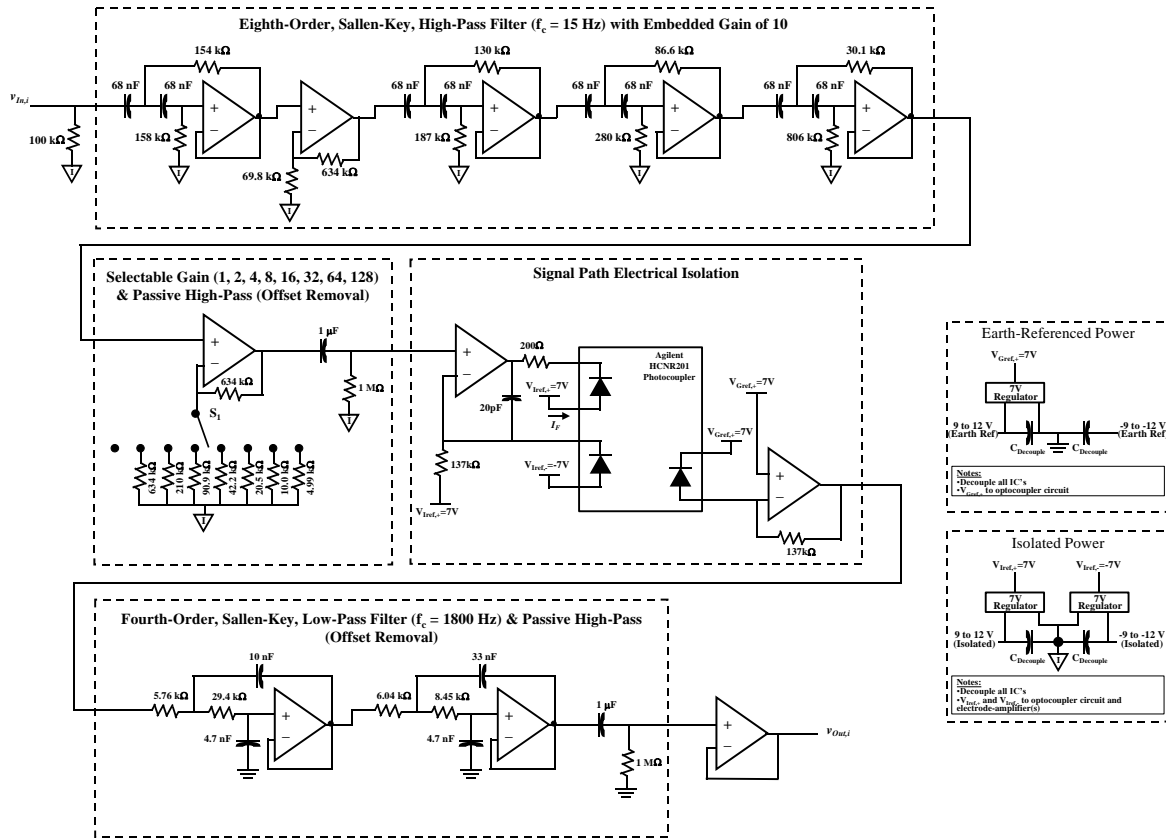 Eighth-Order, Sallen-Key, High-Pass Filter (fc = 15 Hz) with Embedded Gain of 10
154 kΩ
130 kΩ
86.6 kΩ
30.1 kΩ
68 nF 68 nF
68 nF 68 nF
68 nF 68 nF
68 nF 68 nF
vIn,i
+
−
+
−
+
−
+
−
+
−
100 kΩ
158 kΩ
69.8 kΩ
634 kΩ
187 kΩ
280 kΩ
806 kΩ
I
I
I
I
I
I
Selectable Gain (1, 2, 4, 8, 16, 32, 64, 128)
& Passive High-Pass (Offset Removal)
+
−
1 µF
634 kΩ
1 MΩ
S1
I
634 kΩ
210 kΩ
90.9 kΩ
42.2 kΩ
20.5 kΩ
10.0 kΩ
4.99 kΩ
I
Signal Path Electrical Isolation
+
−
200Ω
20pF
137kΩ
VIref,+=7V
VIref,+=7V
IF
VIref,-=-7V
Agilent
HCNR201
Photocoupler
VGref,+=7V
VGref,+=7V
+
−
137kΩ
Earth-Referenced Power
VGref,+=7V
7V
Regulator
9 to 12 V
(Earth Ref)
-9 to -12 V
(Earth Ref)
CDecouple CDecouple
Notes:
•Decouple all IC's
•VGref,+ to optocoupler circuit
Isolated Power
VIref,+=7V VIref,-=-7V
7V
Regulator
7V
Regulator
9 to 12 V
(Isolated)
-9 to -12 V
(Isolated)
CDecouple CDecouple
I
Notes:
•Decouple all IC's
•VIref,+ and VIref,- to optocoupler circuit and
electrode-amplifier(s)
Fourth-Order, Sallen-Key, Low-Pass Filter (fc = 1800 Hz) & Passive High-Pass
(Offset Removal)
10 nF
33 nF
5.76 kΩ
29.4 kΩ
6.04 kΩ
8.45 kΩ
4.7 nF
4.7 nF
+
−
+
−
1 µF
1 MΩ
+
−
vOut,i